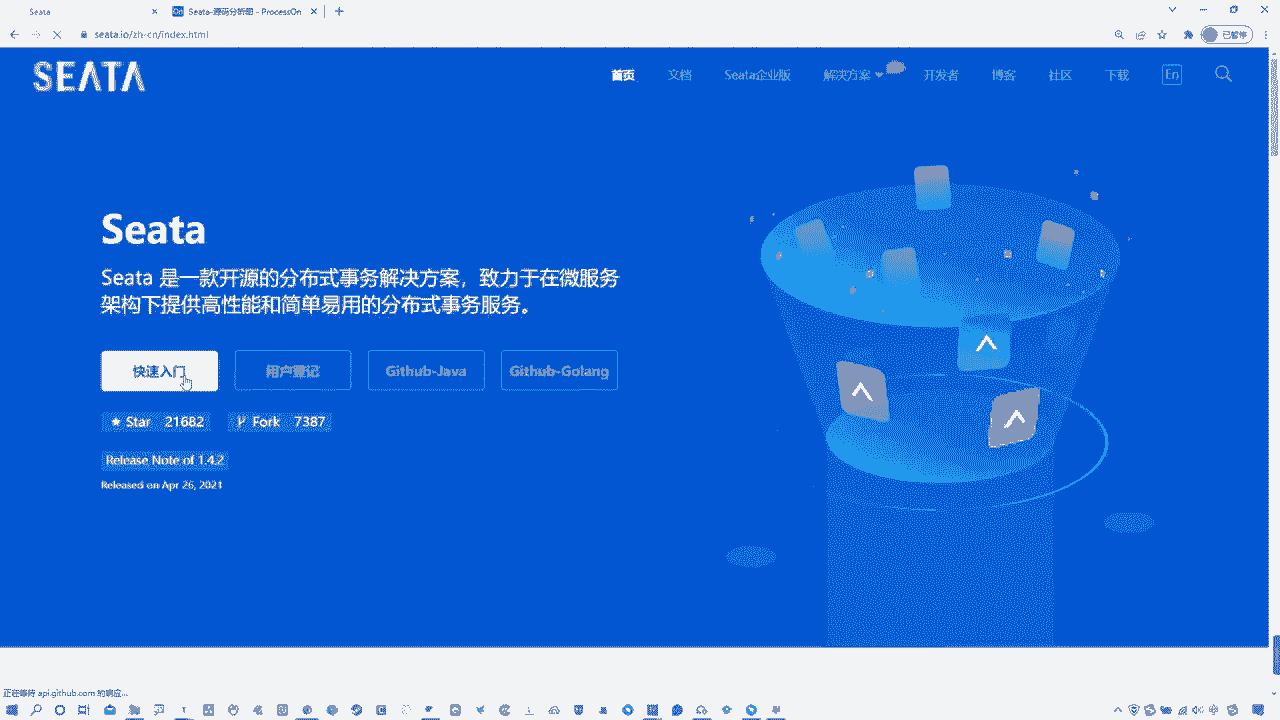 Seata
Seata-源码分析图 - ProcessOn
seata.io/zh-cn/index.html
已暂停
SEATA
首页
文档
Seata企业版
解决方案
开发者
博客
社区
下载
En
Seata
Seata 是一款开源的分布式事务解决方案，致力于在微服务
架构下提供高性能和简单易用的分布式事务服务。
快速入门
用户登记
Github-Java
Github-Golang
Star 21682
Fork 7387
Release Note of 1.4.2
Released on Apr 26, 2021
正在等待 api.github.com 的响应...